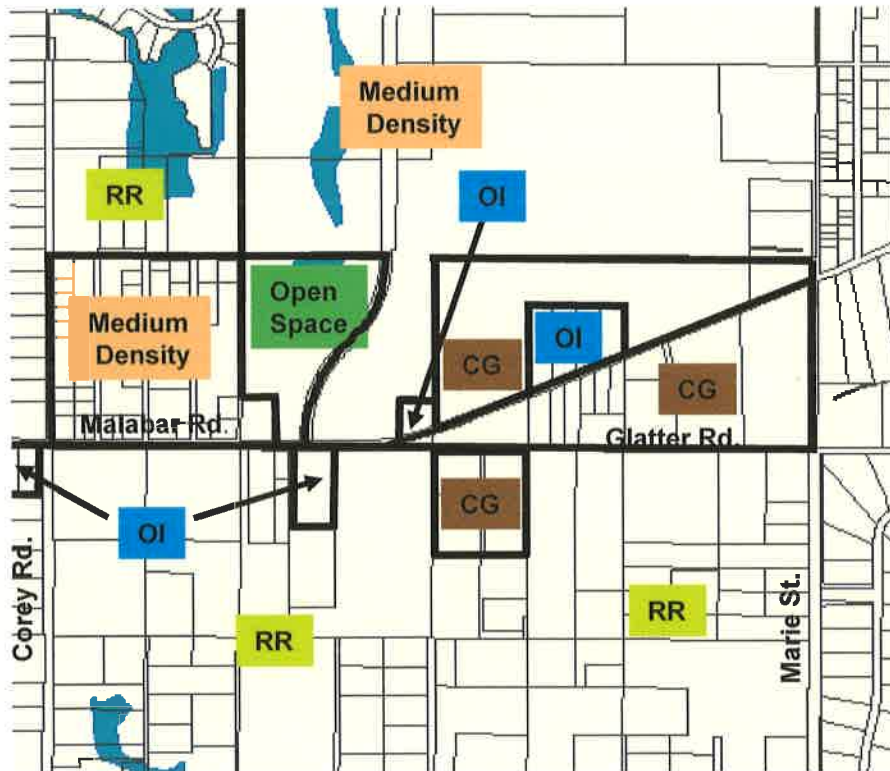 Medium
Density
RR
OI
Open
Space
Medium
Density
OI
CG
CG
Malabar Rd.
Glatter Rd.
CG
OI
Corey Rd.
RR
RR
Marie St.